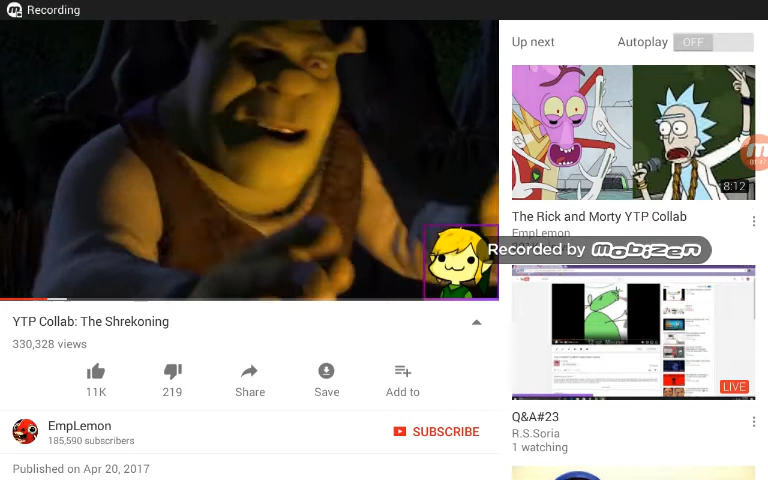 Recording
Up next
Autoplay
OFF
8:12
The Rick and Morty YTP Collab
EmpLemon
Recorded by mobizen
YTP Collab: The Shrekoning
330,328 views
11K
219
Share
Save
Add to
LIVE
EmpLemon
185,590 subscribers
SUBSCRIBE
Q&A#23
R.S.Soria
1 watching
Published on Apr 20, 2017